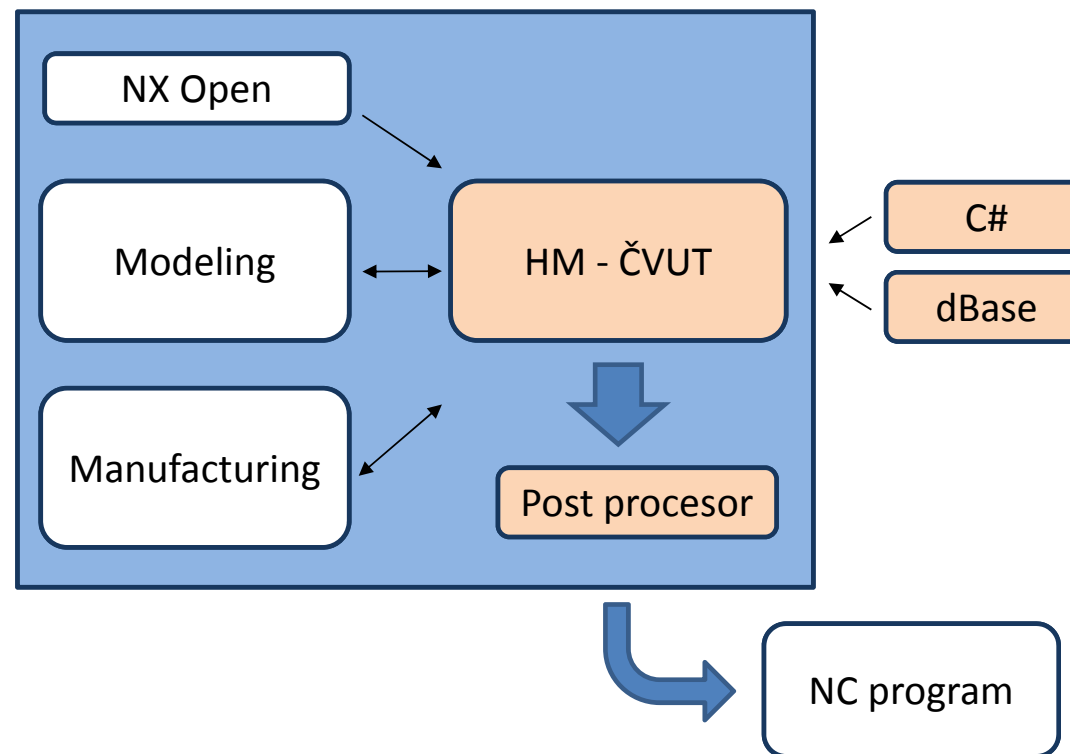 NX Open
Modeling
HM - ČVUT
C#
dBase
Manufacturing
Post procesor
NC program